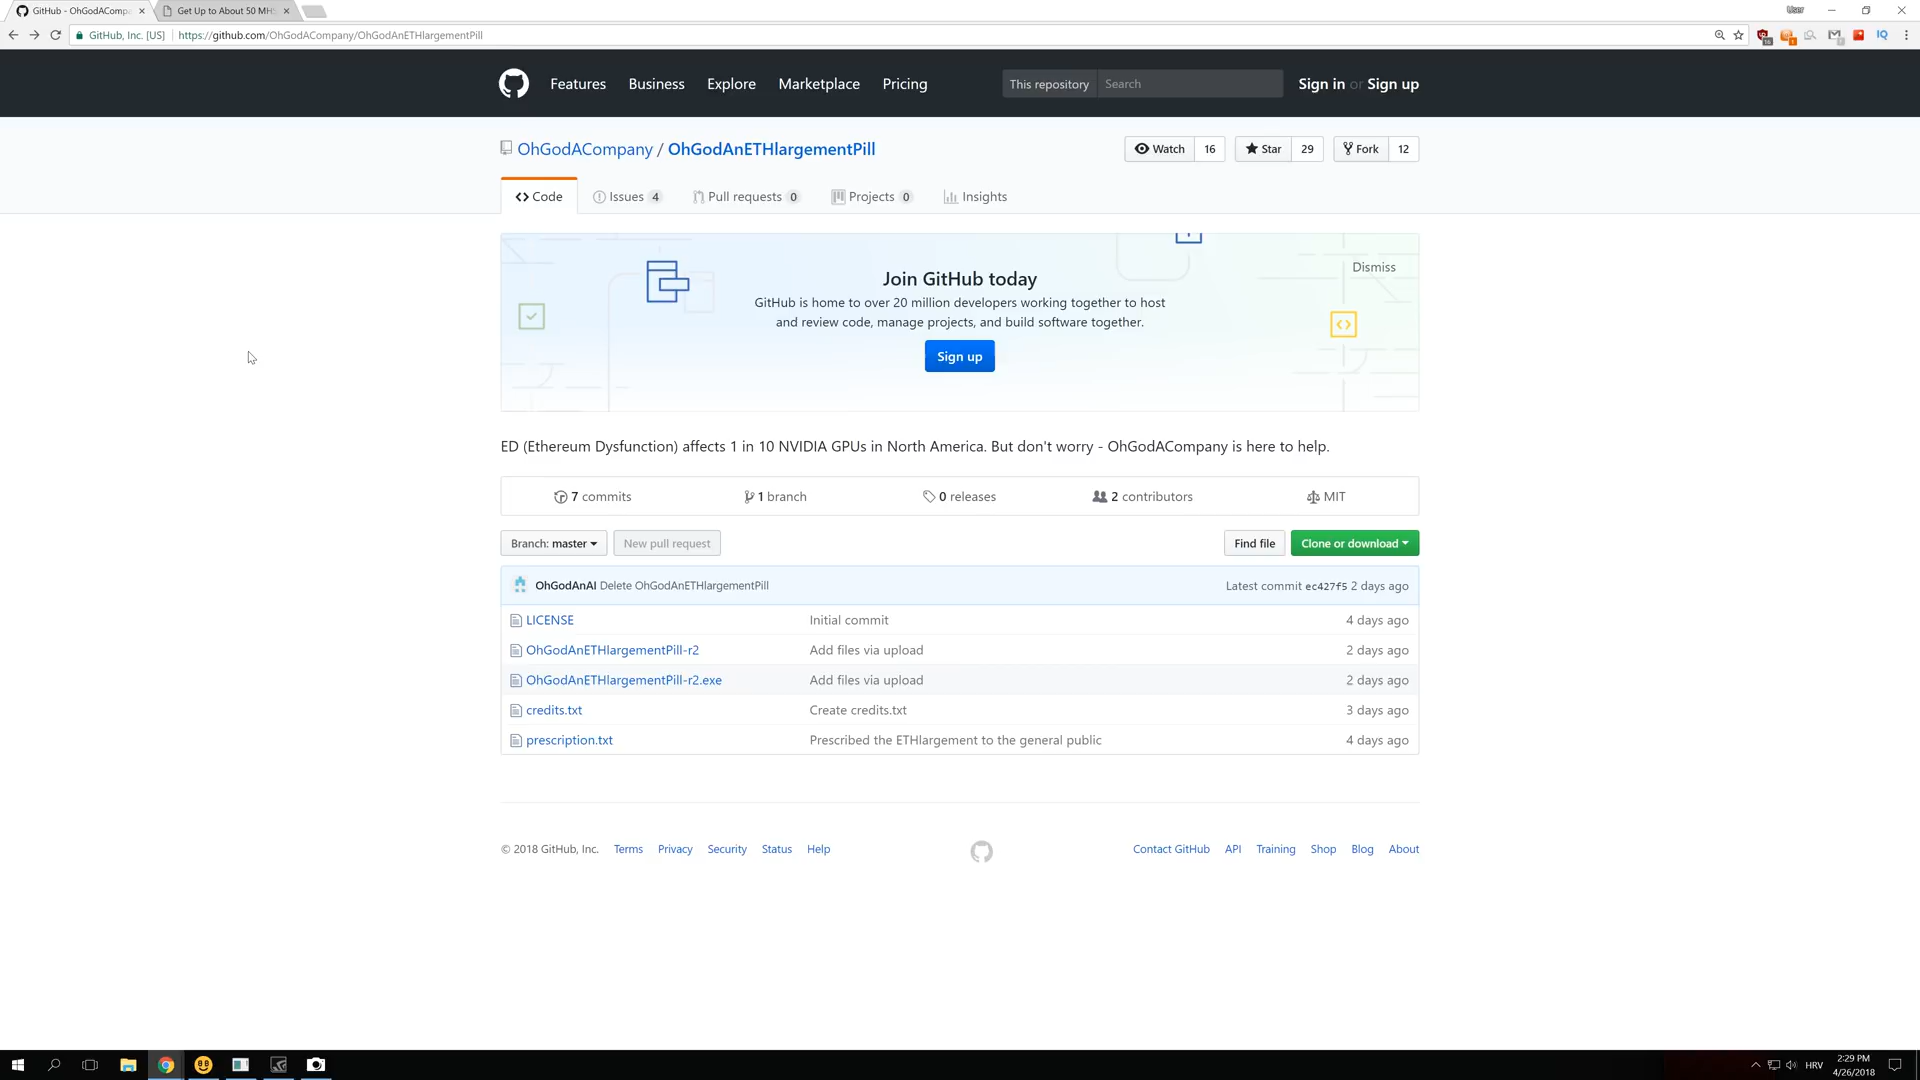 GitHub - OhGodAComp
Get Up to About 50 MHS
User
GitHub, Inc. [US]
https://github.com/OhGodACompany/OhGodAnETHlargementPill
IQ
Features
Business
Explore
Marketplace
Pricing
This repository
Search
Sign in or Sign up
OhGodACompany / OhGodAnETHlargementPill
Watch 16
Star 29
Fork 12
Code
Issues 4
Pull requests 0
Projects 0
Insights
Join GitHub today
Dismiss
GitHub is home to over 20 million developers working together to host
and review code, manage projects, and build software together.
Sign up
ED (Ethereum Dysfunction) affects 1 in 10 NVIDIA GPUs in North America. But don't worry - OhGodACompany is here to help.
7 commits
1 branch
0 releases
2 contributors
MIT
Branch: master
New pull request
Find file
Clone or download
OhGodAnAI Delete OhGodAnETHlargementPill
Latest commit ec427f5 2 days ago
LICENSE Initial commit 4 days ago
OhGodAnETHlargementPill-r2 Add files via upload 2 days ago
OhGodAnETHlargementPill-r2.exe Add files via upload 2 days ago
credits.txt Create credits.txt 3 days ago
prescription.txt Prescribed the ETHlargement to the general public 4 days ago
© 2018 GitHub, Inc.
Terms
Privacy
Security
Status
Help
Contact GitHub
API
Training
Shop
Blog
About
HRV
2:29 PM
4/26/2018